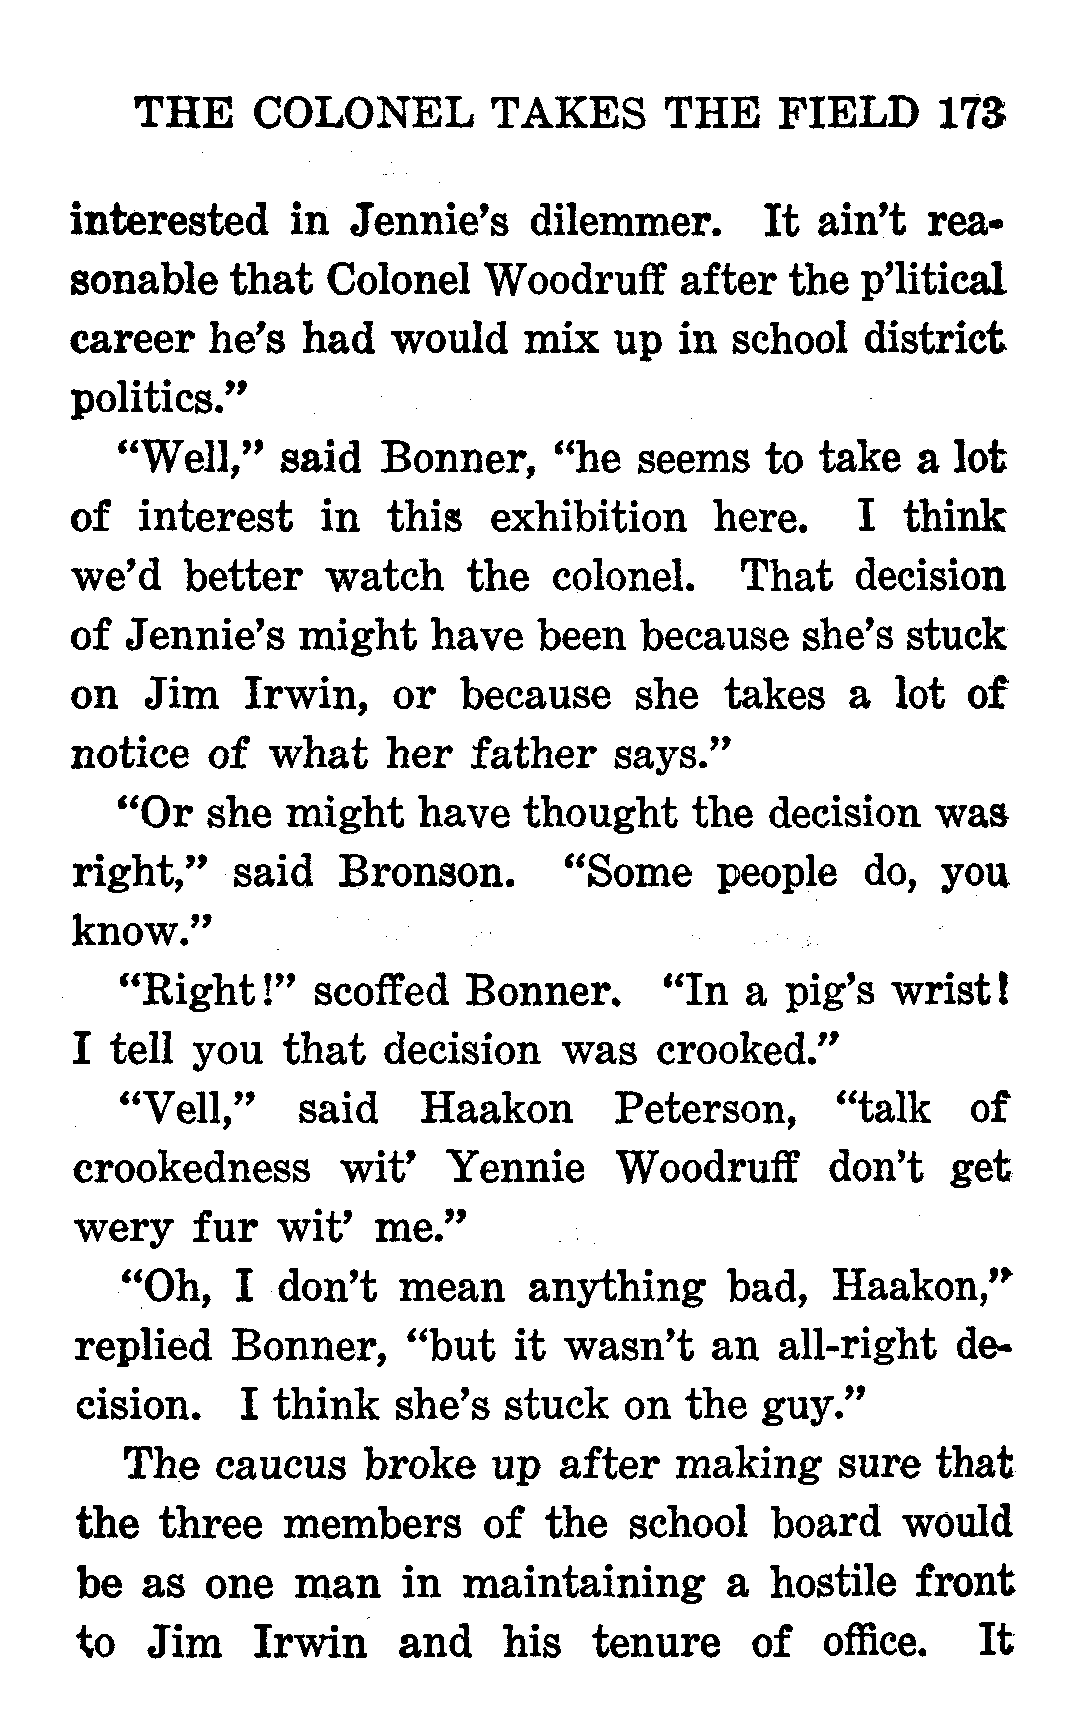 THE COLONEL TAKES THE FIELD 173
interested in Jennie’s dilemmer. It ain’t rea-
sonable that Colonel Woodruff after the p’litical
career he’s had would mix up in school district
politics.”
“Well,” said Bonner, “he seems to take a lot
of interest in this exhibition here. I think
we’d better watch the colonel. That decision
of Jennie’s might have been because she’s stuck
on Jim Irwin, or because she takes a lot of
notice of what her father says.”
“Or she might have thought the decision was
right,” said Bronson. “Some people do, you
know.”
“Right!” scoffed Bonner. “In a pig’s wrist!
I tell you that decision was crooked.”
“Vell,” said Haakon Peterson, “talk of
crookedness wit’ Yennie Woodruff don’t get
wery fur wit’ me.”
“Oh, I don’t mean anything bad, Haakon,”
replied Bonner, “but it wasn’t an all-right de-
cision. I think she’s stuck on the guy.”
The caucus broke up after making sure that
the three members of the school board would
be as one man in maintaining a hostile front
to Jim Irwin and his tenure of office. It